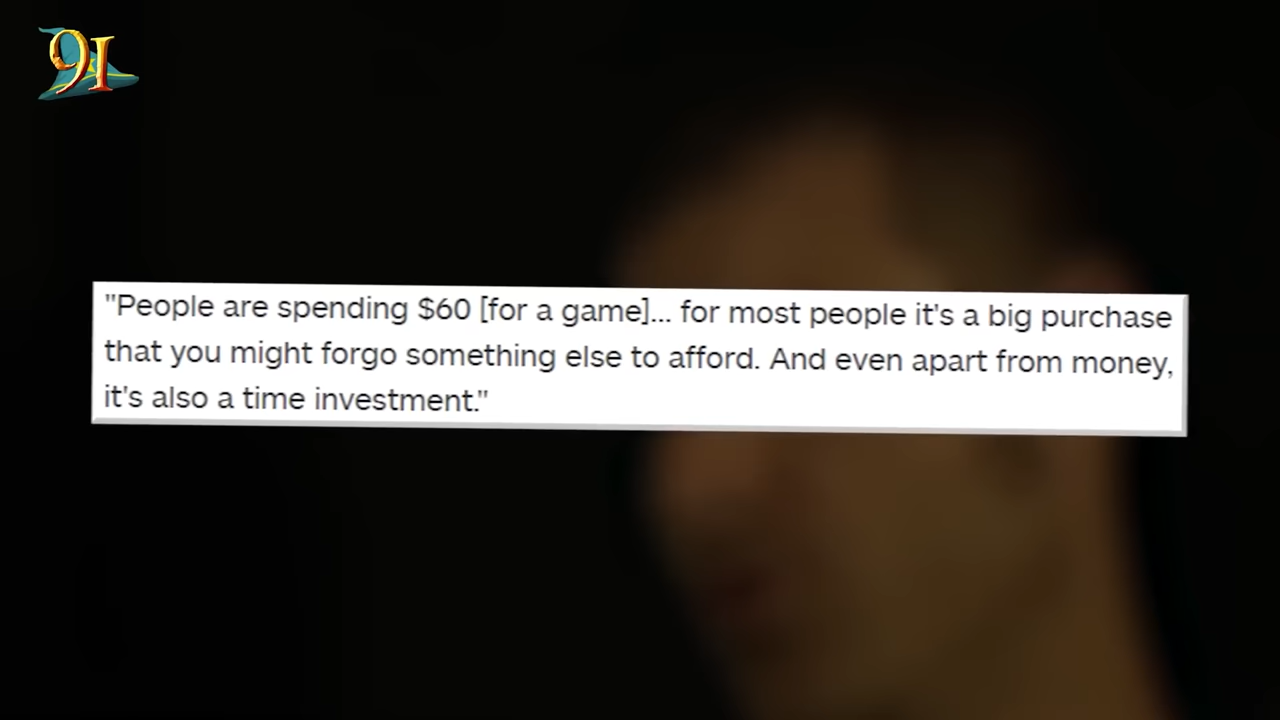 91
"People are spending $60 [for a game]... for most people it's a big purchase
that you might forgo something else to afford. And even apart from money,
it's also a time investment."